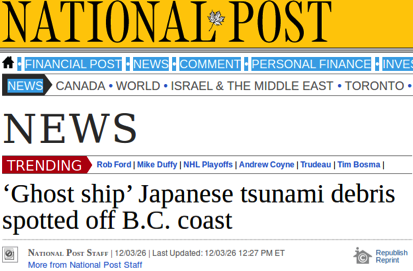 NATIONAL POST
FINANCIAL POST • NEWS • COMMENT • PERSONAL FINANCE • INVES
NEWS CANADA • WORLD • ISRAEL & THE MIDDLE EAST • TORONTO •
NEWS
TRENDING Rob Ford | Mike Duffy | NHL Playoffs | Andrew Coyne | Trudeau | Tim Bosma |
‘Ghost ship’ Japanese tsunami debris
spotted off B.C. coast
National Post Staff | 12/03/26 | Last Updated: 12/03/26 12:27 PM ET
More from National Post Staff
Republish
Reprint